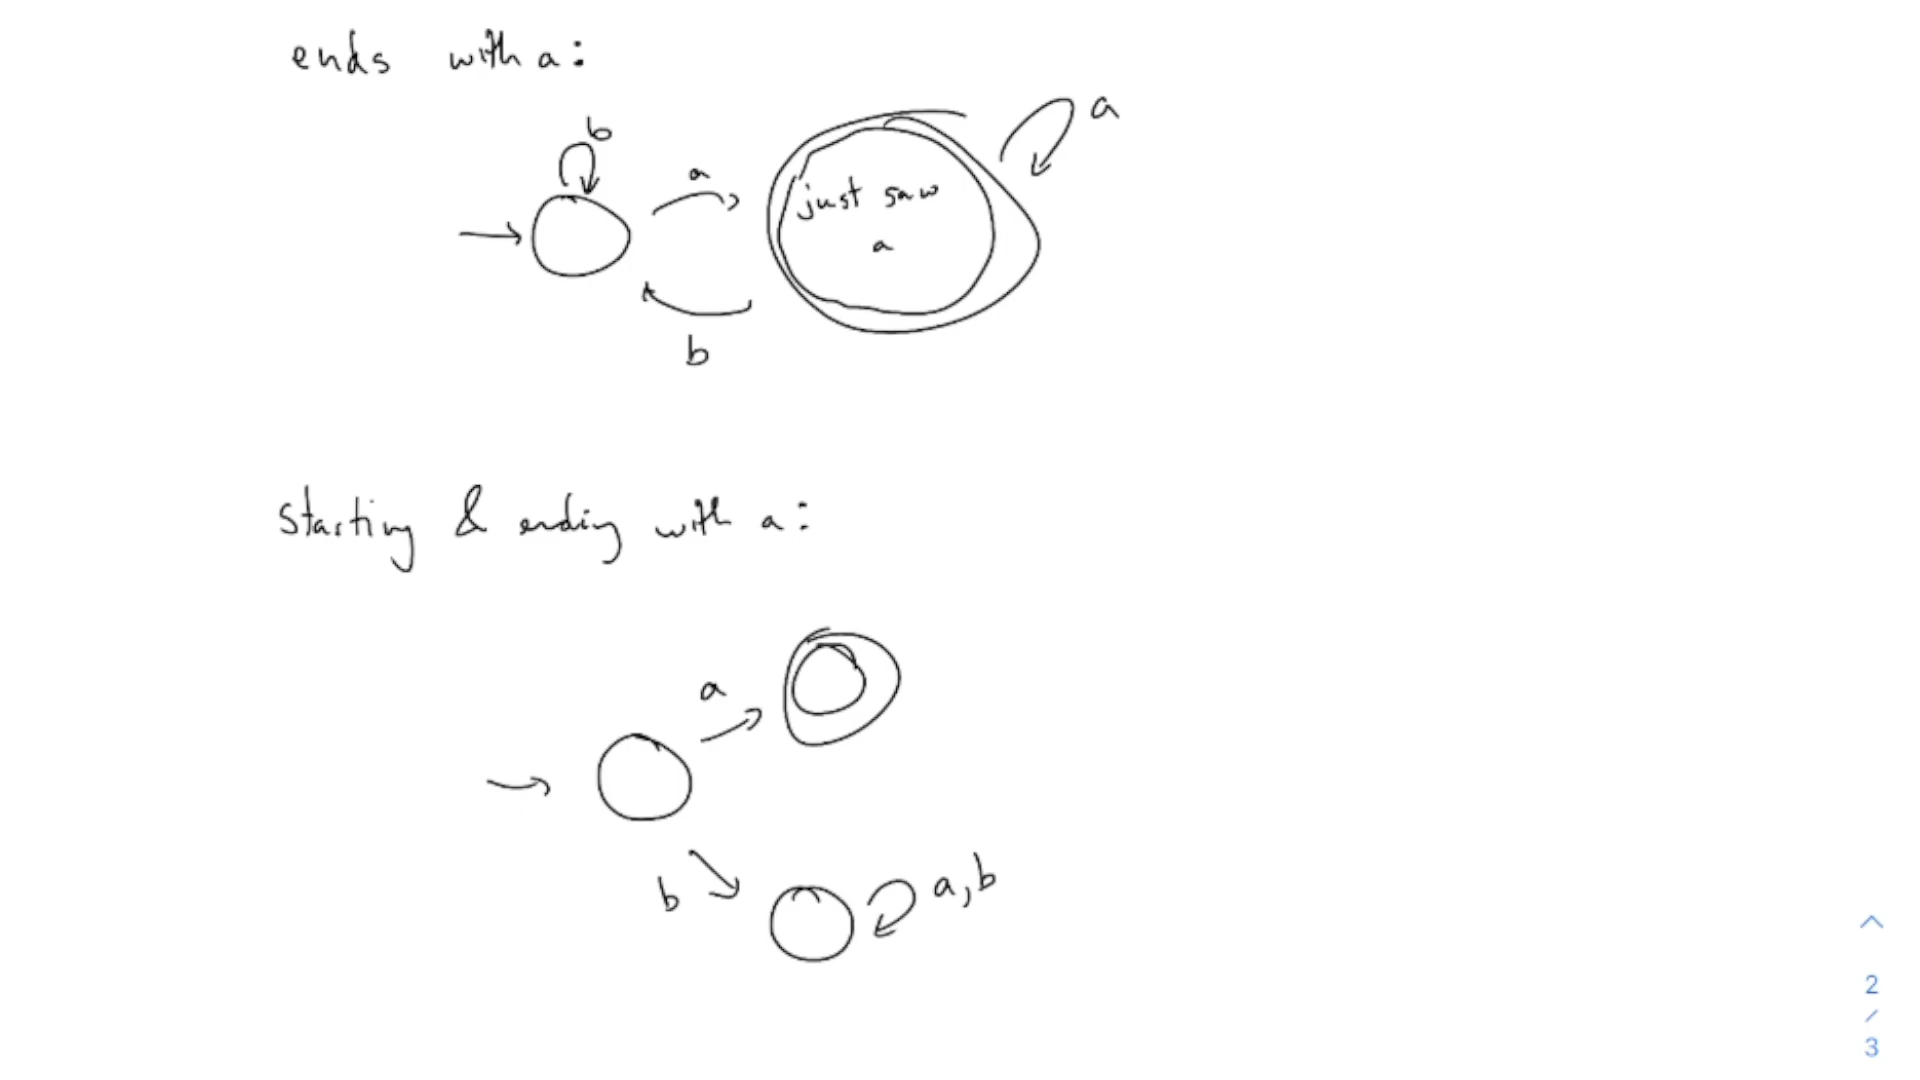 ends with a:
b
a
a
just saw
a
b
starting & ending with a:
a
b
a,b
2
/
3